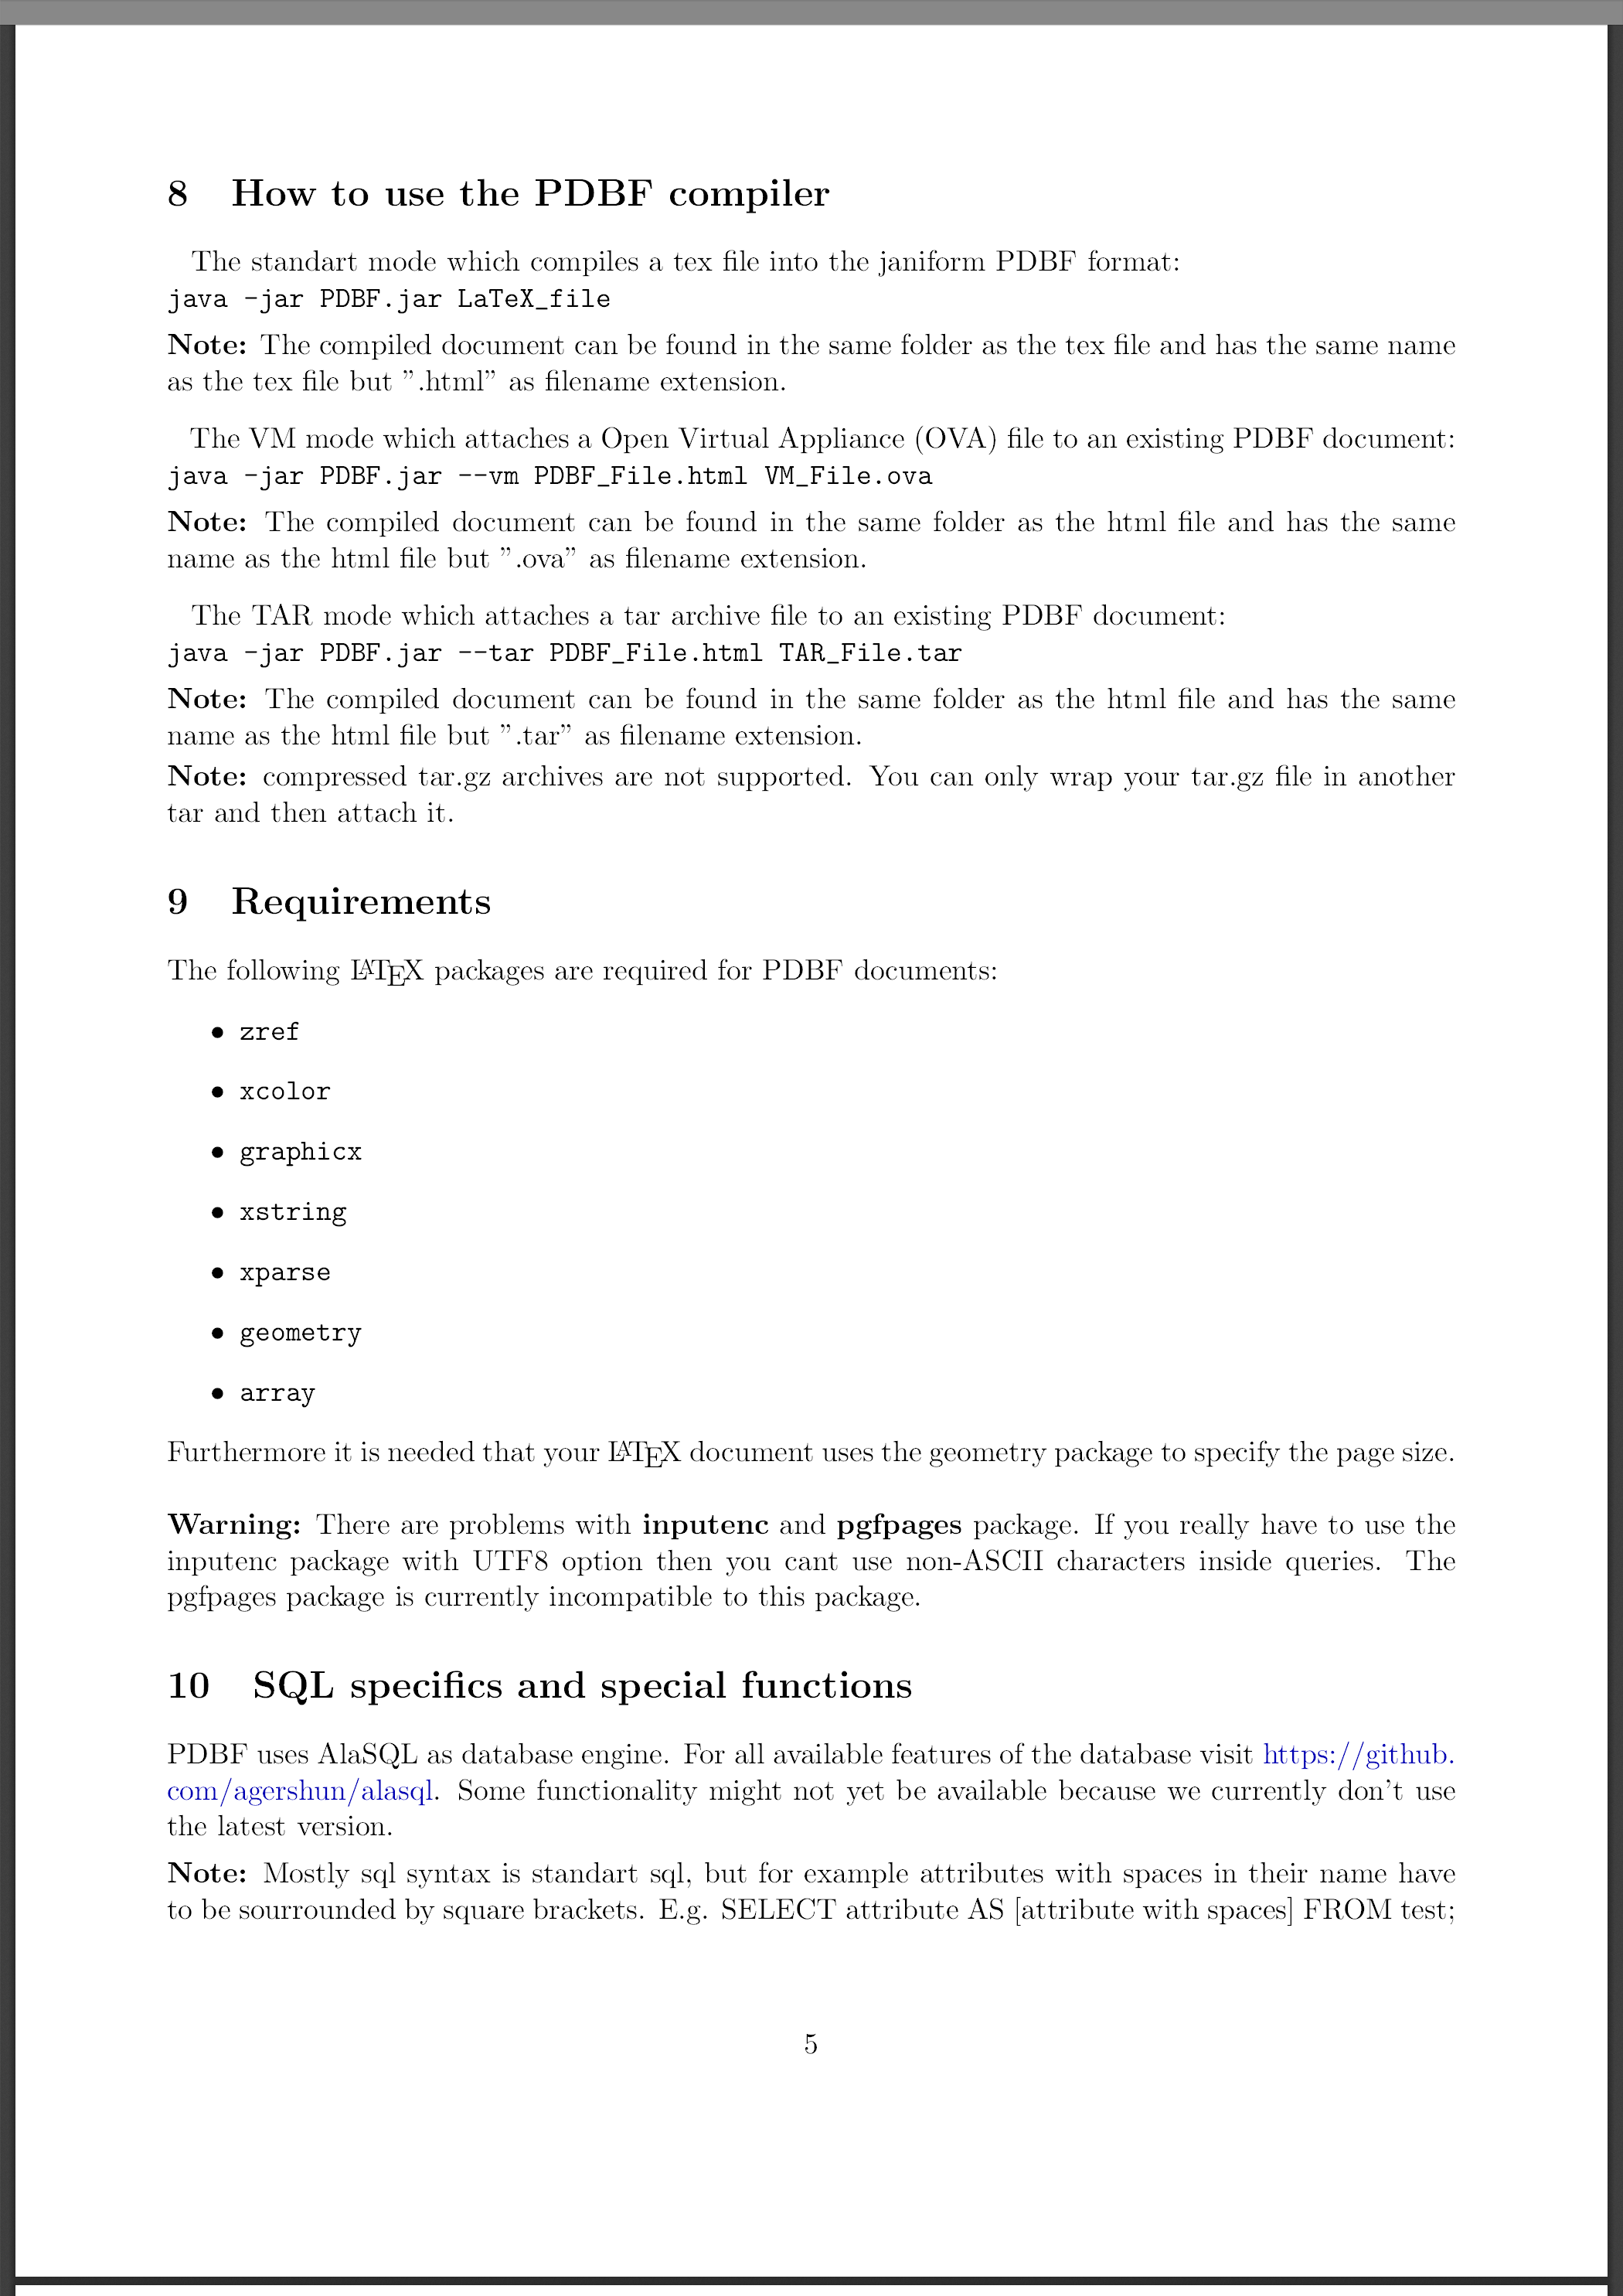 8 How to use the PDBF compiler
The standart mode which compiles a tex file into the janiform PDBF format:
java -jar PDBF.jar LaTeX_file
Note: The compiled document can be found in the same folder as the tex file and has the same name
as the tex file but ”.html” as filename extension.
The VM mode which attaches a Open Virtual Appliance (OVA) file to an existing PDBF document:
java -jar PDBF.jar --vm PDBF_File.html VM_File.ova
Note: The compiled document can be found in the same folder as the html file and has the same
name as the html file but ”.ova” as filename extension.
The TAR mode which attaches a tar archive file to an existing PDBF document:
java -jar PDBF.jar --tar PDBF_File.html TAR_File.tar
Note: The compiled document can be found in the same folder as the html file and has the same
name as the html file but ”.tar” as filename extension.
Note: compressed tar.gz archives are not supported. You can only wrap your tar.gz file in another
tar and then attach it.
9 Requirements
The following LATEX packages are required for PDBF documents:
• zref
• xcolor
• graphicx
• xstring
• xparse
• geometry
• array
Furthermore it is needed that your LATEX document uses the geometry package to specify the page size.
Warning: There are problems with inputenc and pgfpages package. If you really have to use the
inputenc package with UTF8 option then you cant use non-ASCII characters inside queries. The
pgfpages package is currently incompatible to this package.
10 SQL specifics and special functions
PDBF uses AlaSQL as database engine. For all available features of the database visit https://github.
com/agershun/alasql. Some functionality might not yet be available because we currently don’t use
the latest version.
Note: Mostly sql syntax is standart sql, but for example attributes with spaces in their name have
to be sourrounded by square brackets. E.g. SELECT attribute AS [attribute with spaces] FROM test;
5